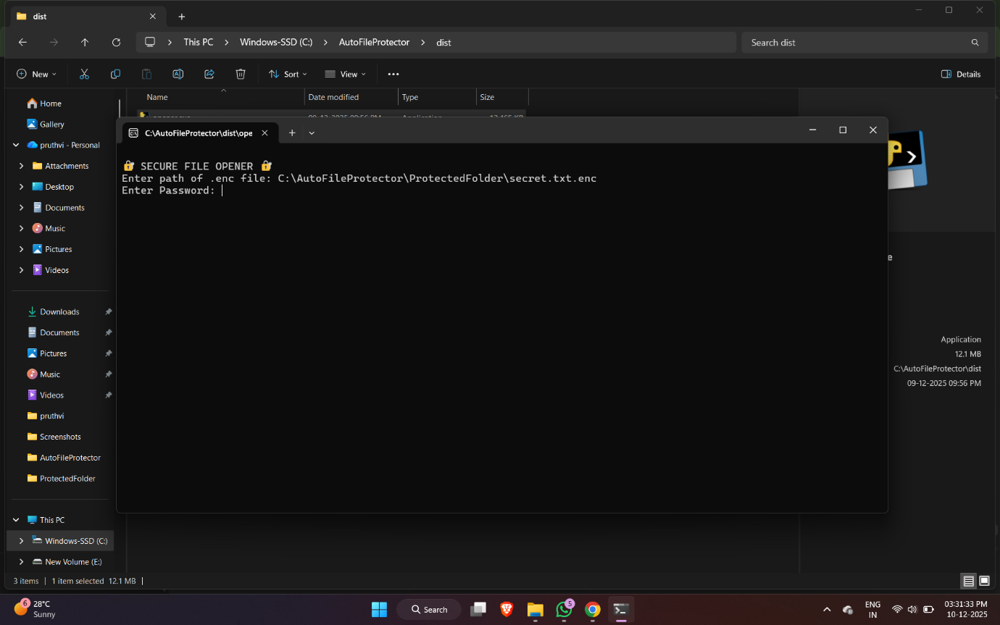 dist
This PC
Windows-SSD (C:)
AutoFileProtector
dist
Search dist
New
Sort
View
Details
Name
Date modified
Type
Size
Home
Gallery
pruthvi - Personal
Attachments
Desktop
Documents
Music
Pictures
Videos
Downloads
Documents
Pictures
Music
Videos
pruthvi
Screenshots
AutoFileProtector
ProtectedFolder
This PC
Windows-SSD (C:)
New Volume (E:)
C:\AutoFileProtector\dist\ope
🔐 SECURE FILE OPENER 🔐
Enter path of .enc file: C:\AutoFileProtector\ProtectedFolder\secret.txt.enc
Enter Password:
e
Application
12.1 MB
C:\AutoFileProtector\dist
09-12-2025 09:56 PM
3 items
1 item selected 12.1 MB
6
28°C
Sunny
Search
5
ENG
IN
03:31:33 PM
10-12-2025